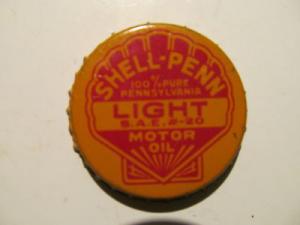 SHELL-PENN
100% PURE
PENNSYLVANIA
LIGHT
S.A.E.#-20
MOTOR
OIL